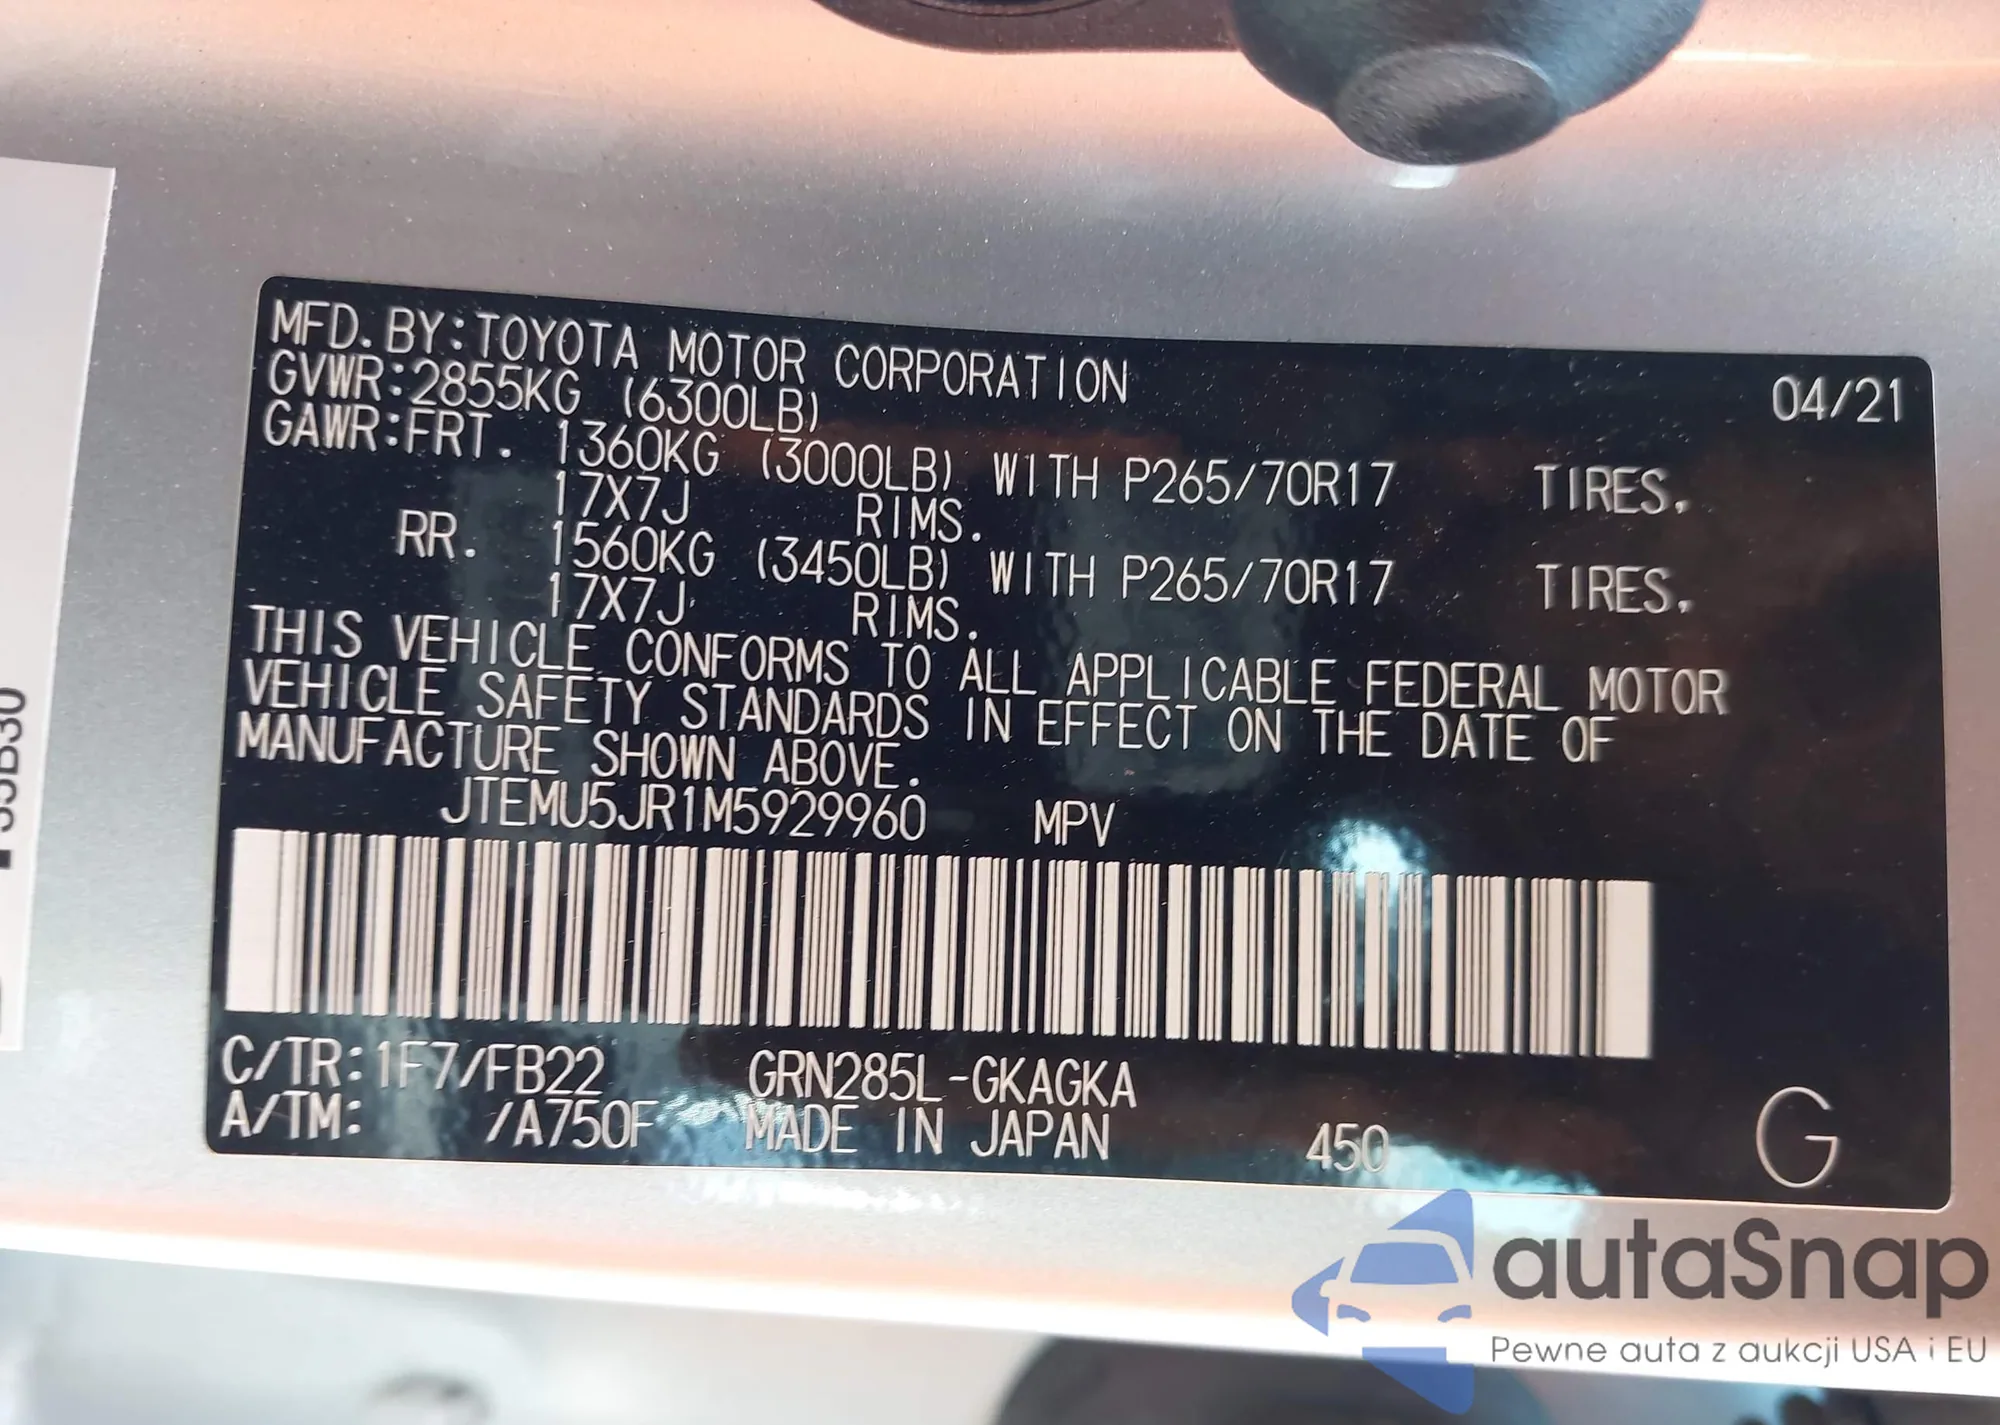 MFD. BY:TOYOTA MOTOR CORPORATION 04/21
GVWR:2855KG (6300LB)
GAWR:FRT. 1360KG (3000LB) WITH P265/70R17 TIRES.
17X7J RIMS.
RR. 1560KG (3450LB) WITH P265/70R17 TIRES.
17X7J RIMS.
THIS VEHICLE CONFORMS TO ALL APPLICABLE FEDERAL MOTOR
VEHICLE SAFETY STANDARDS IN EFFECT ON THE DATE OF
MANUFACTURE SHOWN ABOVE.
JTEMU5JR1M5929960 MPV
C/TR:1F7/FB22 GRN285L-GKAGKA
A/TM: /A750F MADE IN JAPAN 450 G
autaSnap
Pewne auta z aukcji USA i EU